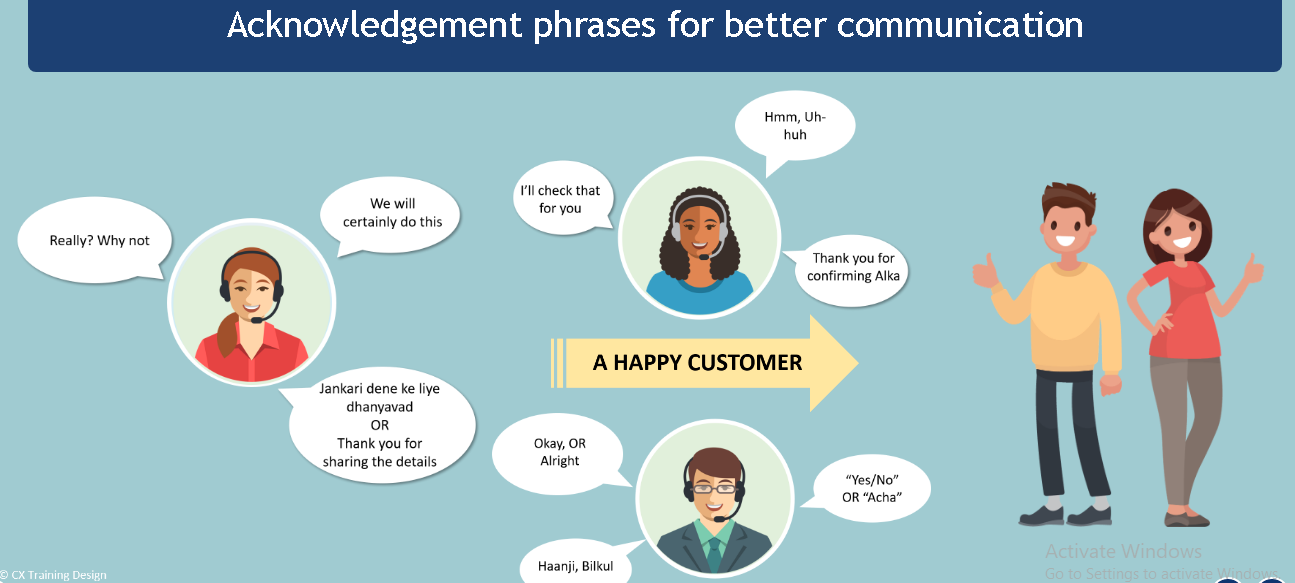 Acknowledgement phrases for better communication
Really? Why not
We will
certainly do this
Jankari dene ke liye
dhanyavad
OR
Thank you for
sharing the details
Hmm, Uh-
huh
I'll check that
for you
Thank you for
confirming Alka
A HAPPY CUSTOMER
Okay, OR
Alright
“Yes/No”
OR “Acha”
Haanji, Bilkul
Activate Windows
Go to Settings to activate Windows.
© CX Training Design